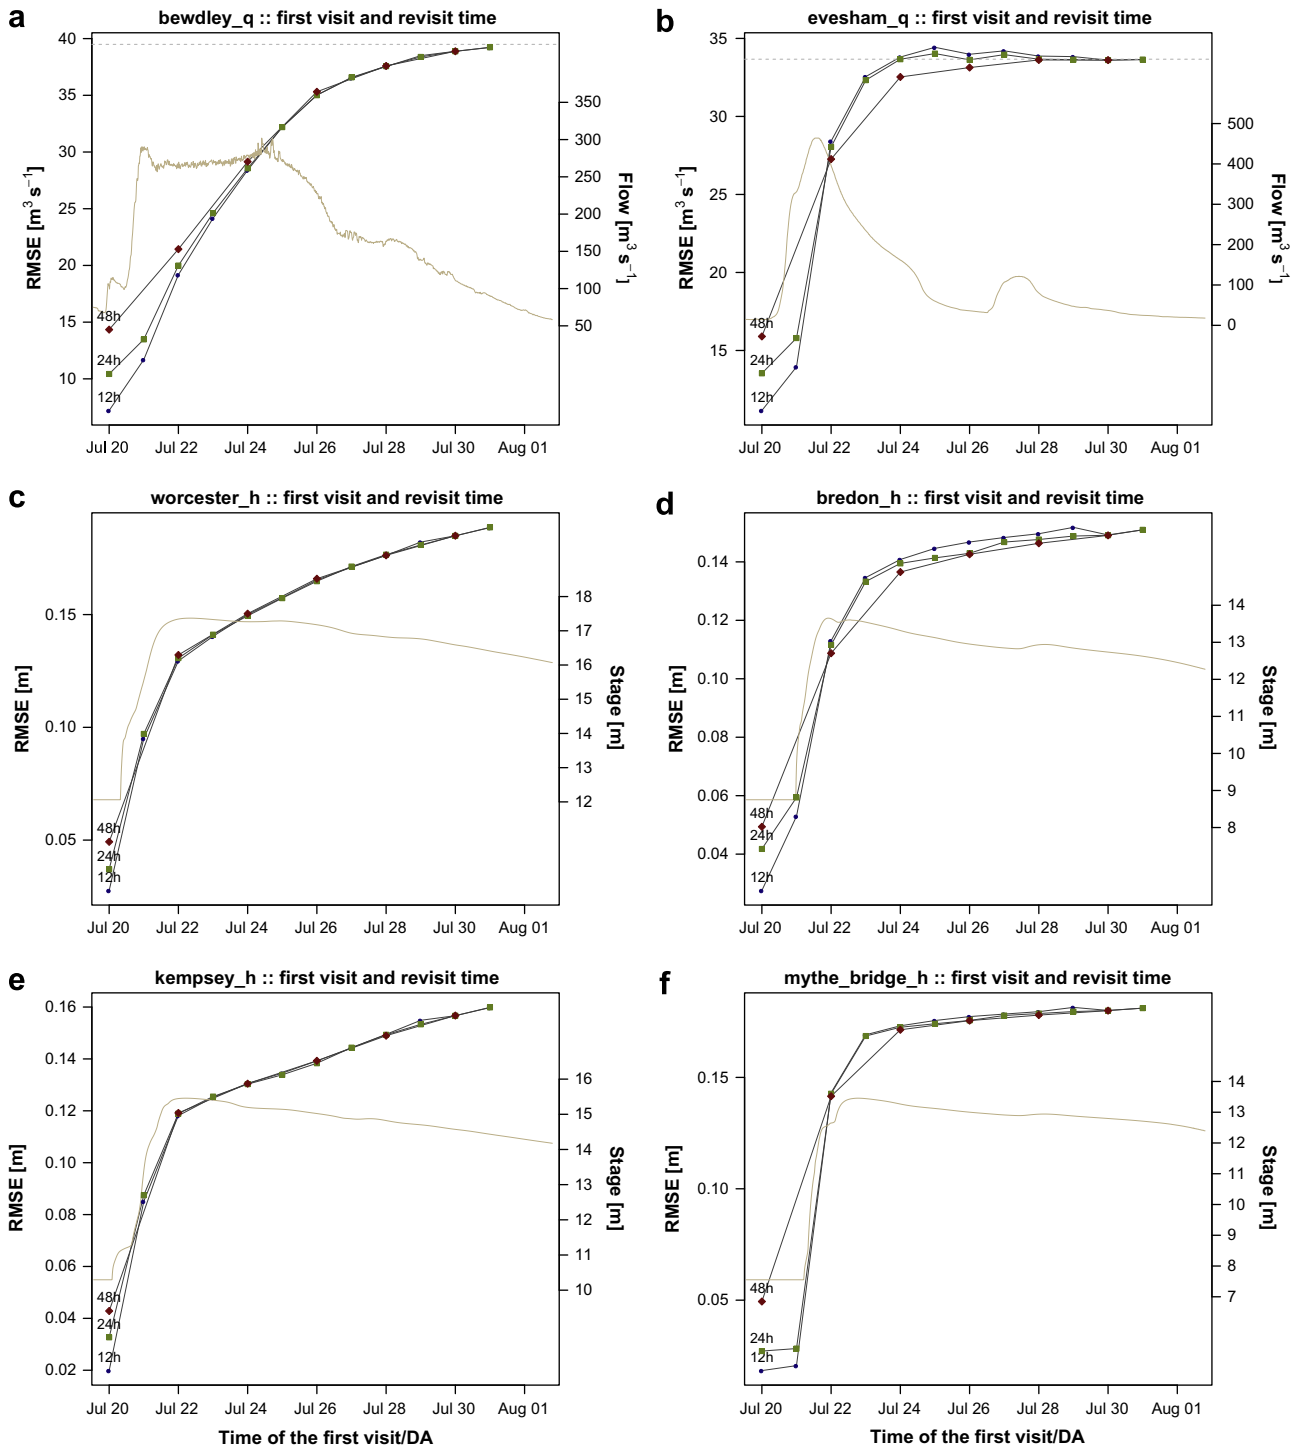 a
bewdley_q :: first visit and revisit time
40
35
30
25
20
15
10
RMSE [m³ s⁻¹]
350
300
250
200
150
100
50
Flow [m³ s⁻¹]
48h
24h
12h
Jul 20 Jul 22 Jul 24 Jul 26 Jul 28 Jul 30 Aug 01
b
evesham_q :: first visit and revisit time
35
30
25
20
15
RMSE [m³ s⁻¹]
500
400
300
200
100
0
Flow [m³ s⁻¹]
48h
24h
12h
Jul 20 Jul 22 Jul 24 Jul 26 Jul 28 Jul 30 Aug 01
c
worcester_h :: first visit and revisit time
0.15
0.10
0.05
RMSE [m]
18
17
16
15
14
13
12
Stage [m]
48h
24h
12h
Jul 20 Jul 22 Jul 24 Jul 26 Jul 28 Jul 30 Aug 01
d
bredon_h :: first visit and revisit time
0.14
0.12
0.10
0.08
0.06
0.04
RMSE [m]
14
13
12
11
10
9
8
Stage [m]
48h
24h
12h
Jul 20 Jul 22 Jul 24 Jul 26 Jul 28 Jul 30 Aug 01
e
kempsey_h :: first visit and revisit time
0.16
0.14
0.12
0.10
0.08
0.06
0.04
0.02
RMSE [m]
16
15
14
13
12
11
10
Stage [m]
48h
24h
12h
Jul 20 Jul 22 Jul 24 Jul 26 Jul 28 Jul 30 Aug 01
Time of the first visit/DA
f
mythe_bridge_h :: first visit and revisit time
0.15
0.10
0.05
RMSE [m]
14
13
12
11
10
9
8
7
Stage [m]
48h
24h
12h
Jul 20 Jul 22 Jul 24 Jul 26 Jul 28 Jul 30 Aug 01
Time of the first visit/DA